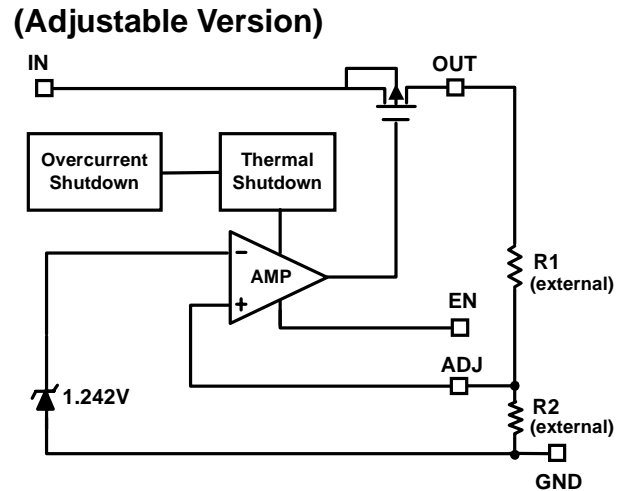 (Adjustable Version)
IN
OUT
Overcurrent
Shutdown
Thermal
Shutdown
−
AMP
+
R1
(external)
EN
ADJ
1.242V
R2
(external)
GND